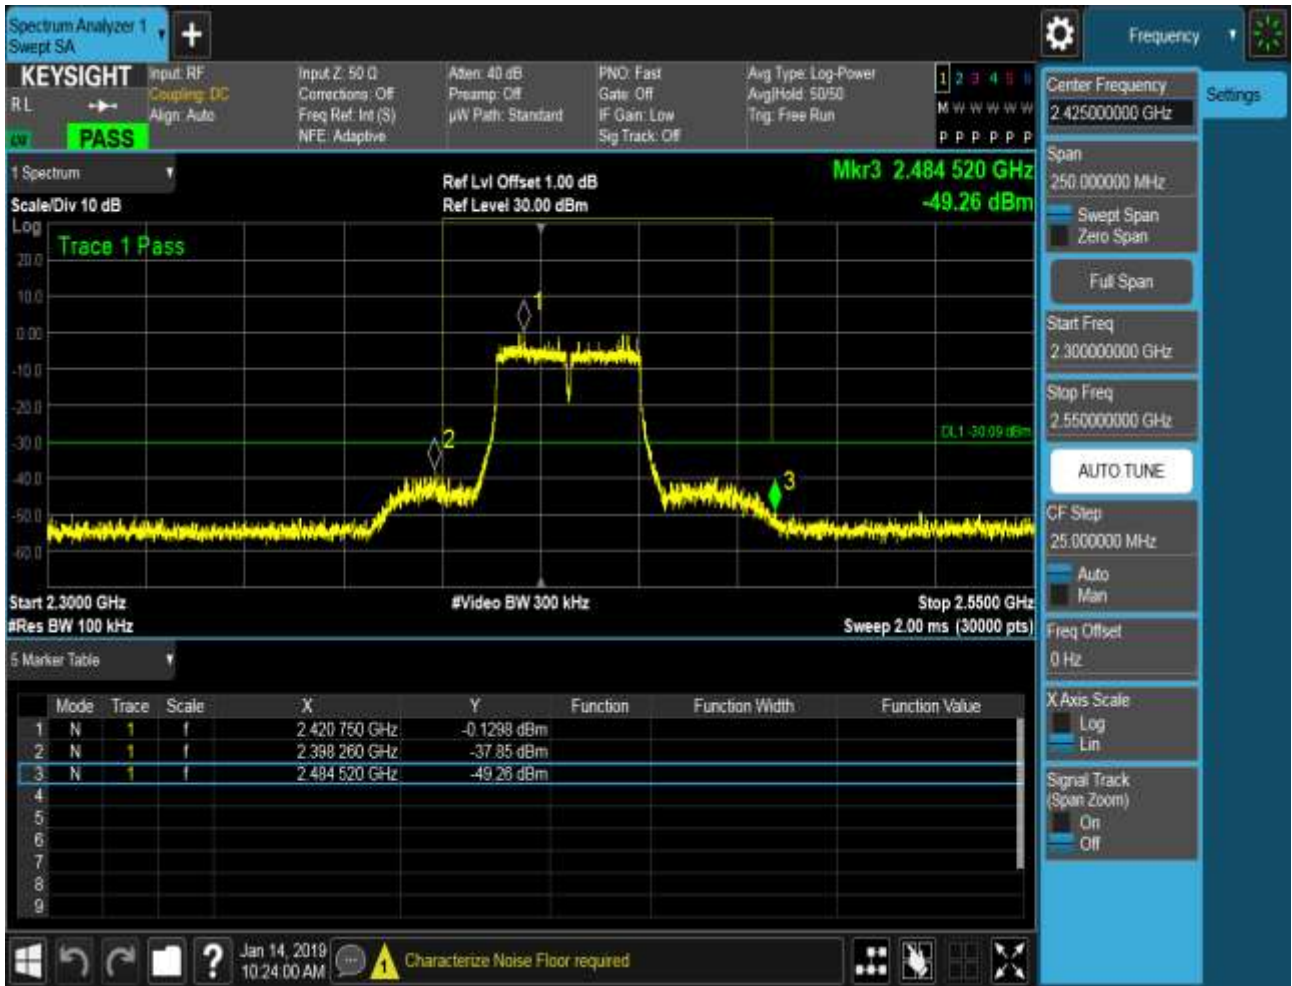 Spectrum Analyzer 1
Swept SA
Frequency
KEYSIGHT
R L
PASS
Input: RF
Coupling: DC
Align: Auto
Input Z: 50 Ω
Corrections: Off
Freq Ref: Int (S)
NFE: Adaptive
Atten: 40 dB
Preamp: Off
µW Path: Standard
PNO: Fast
Gate: Off
IF Gain: Low
Sig Track: Off
Avg Type: Log-Power
Avg|Hold: 50/50
Trig: Free Run
1 2 3 4 5 6
M W W W W W
P P P P P P
1 Spectrum
Scale/Div 10 dB
Ref Lvl Offset 1.00 dB
Ref Level 30.00 dBm
Mkr3 2.484 520 GHz
-49.26 dBm
Log
Trace 1 Pass
20.0
10.0
0.00
-10.0
-20.0
-30.0
-40.0
-50.0
-60.0
1
2
3
DL1 -30.09 dBm
Start 2.3000 GHz
#Video BW 300 kHz
Stop 2.5500 GHz
#Res BW 100 kHz
Sweep 2.00 ms (30000 pts)
5 Marker Table
Mode Trace Scale X Y Function Function Width Function Value
1 N 1 f 2.420 750 GHz -0.1298 dBm
2 N 1 f 2.398 260 GHz -37.85 dBm
3 N 1 f 2.484 520 GHz -49.26 dBm
4
5
6
7
8
9
Center Frequency
2.425000000 GHz
Settings
Span
250.000000 MHz
Swept Span
Zero Span
Full Span
Start Freq
2.300000000 GHz
Stop Freq
2.550000000 GHz
AUTO TUNE
CF Step
25.000000 MHz
Auto
Man
Freq Offset
0 Hz
X Axis Scale
Log
Lin
Signal Track
(Span Zoom)
On
Off
?
Jan 14, 2019
10:24:00 AM
1
Characterize Noise Floor required